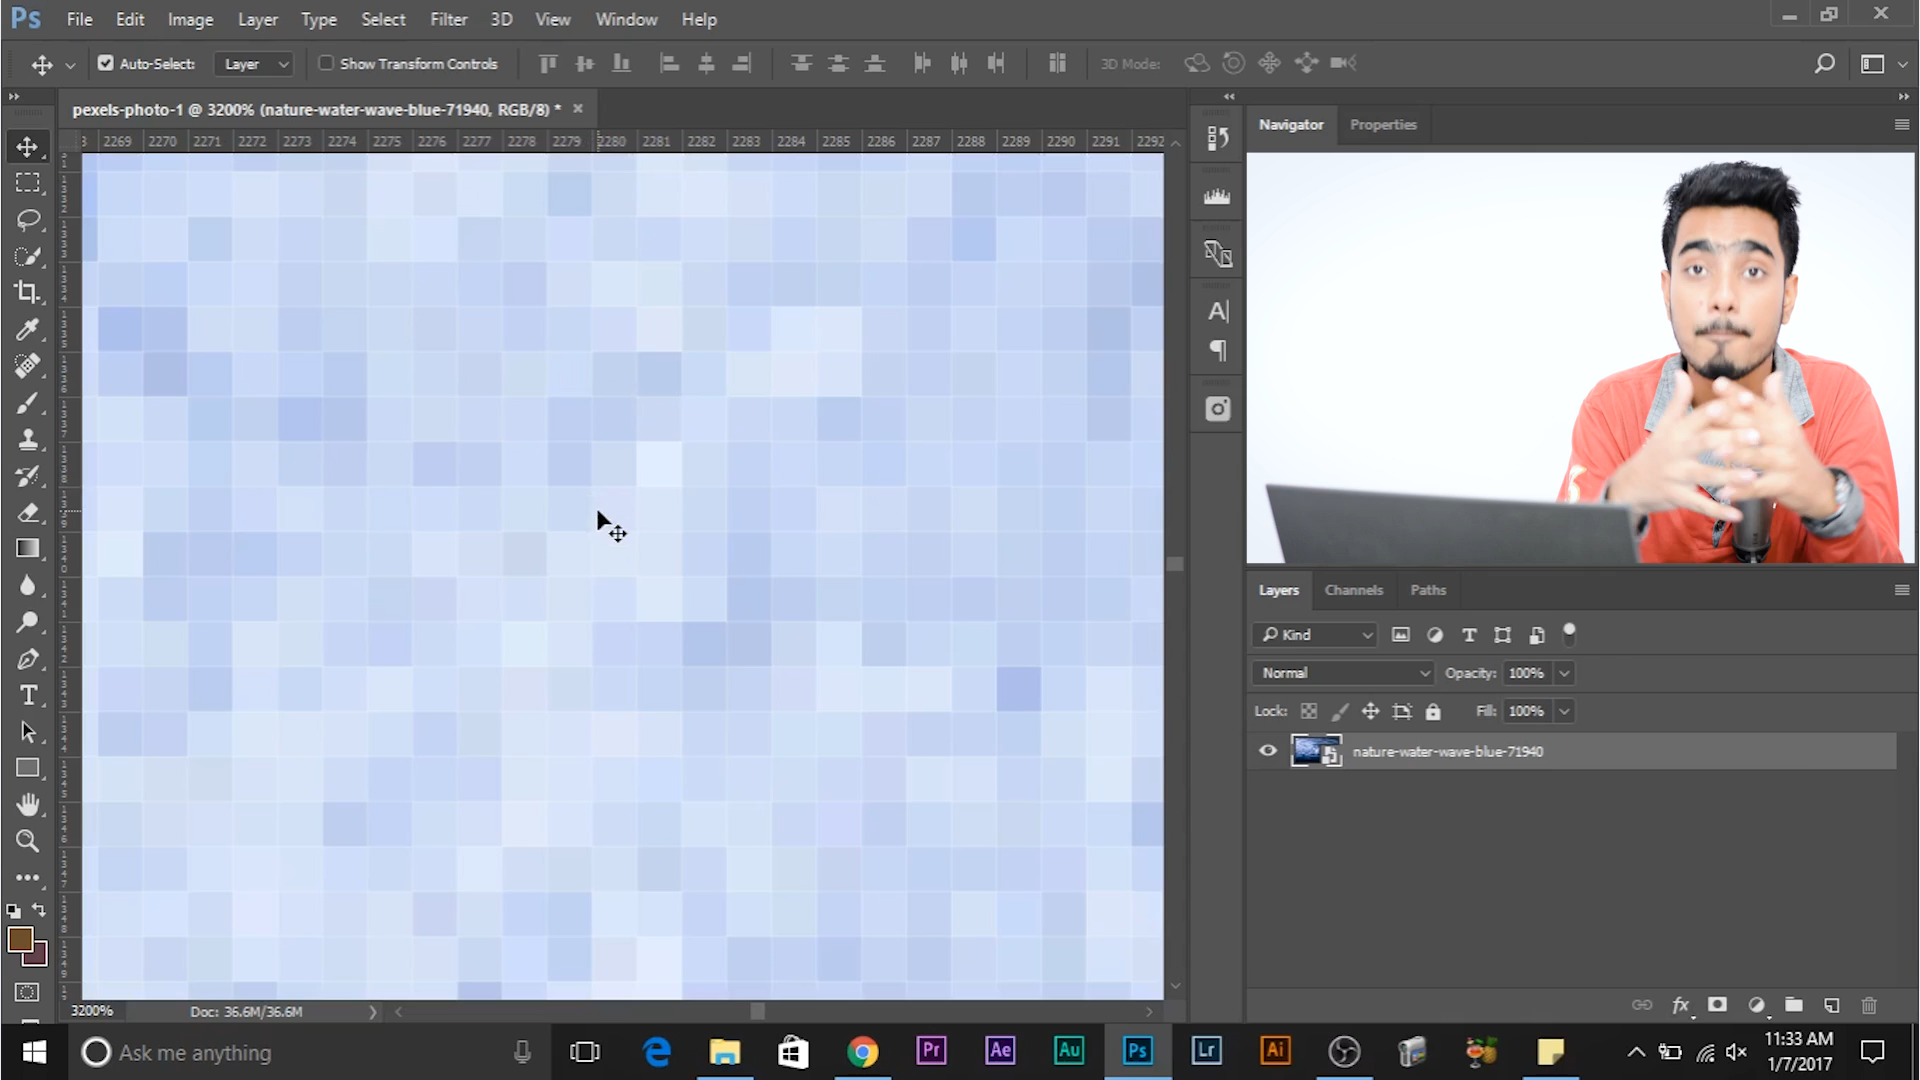 Ps File Edit Image Layer Type Select Filter 3D View Window Help
Auto-Select: Layer Show Transform Controls 3D Mode:
pexels-photo-1 @ 3200% (nature-water-wave-blue-71940, RGB/8) * ×
2269 2270 2271 2272 2273 2274 2275 2276 2277 2278 2279 2280 2281 2282 2283 2284 2285 2286 2287 2288 2289 2290 2291 2292
Navigator Properties
Layers Channels Paths
Kind
Normal Opacity: 100%
Lock: Fill: 100%
nature-water-wave-blue-71940
fx
3200% Doc: 36.6M/36.6M
Ask me anything
Pr Ae Au Ps Lr Ai
11:33 AM
1/7/2017